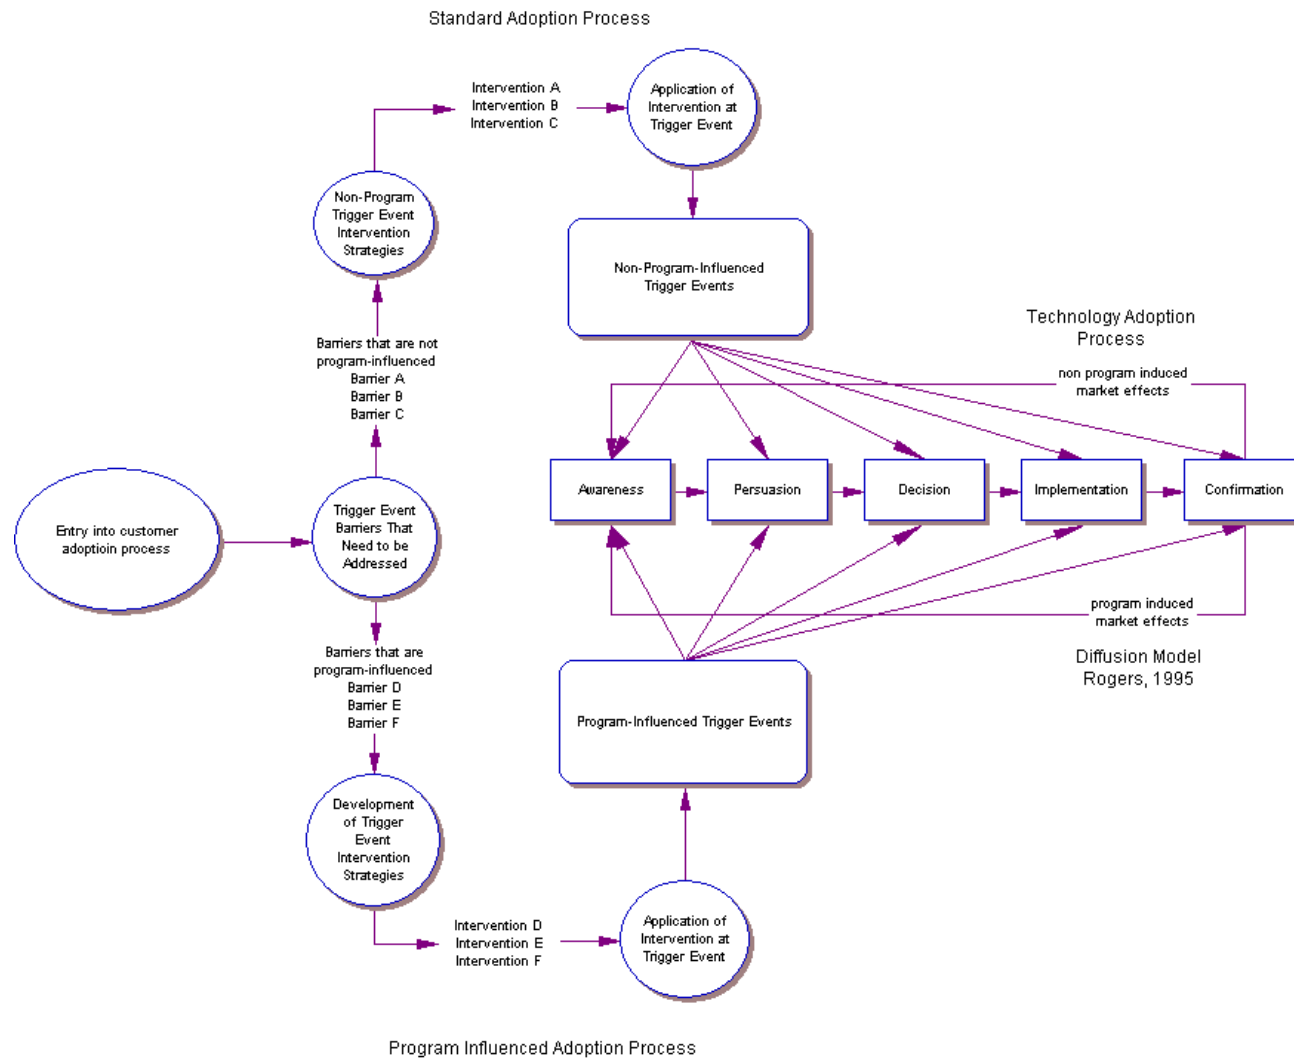 Standard Adoption Process
Intervention A
Intervention B
Intervention C
Application of
Intervention at
Trigger Event
Non-Program
Trigger Event
Intervention
Strategies
Non-Program-Influenced
Trigger Events
Technology Adoption
Process
Barriers that are not
program-influenced
Barrier A
Barrier B
Barrier C
non program induced
market effects
Entry into customer
adoptioin process
Trigger Event
Barriers That
Need to be
Addressed
Awareness
Persuasion
Decision
Implementation
Confirmation
program induced
market effects
Barriers that are
program-influenced
Barrier D
Barrier E
Barrier F
Diffusion Model
Rogers, 1995
Program-Influenced Trigger Events
Development
of Trigger
Event
Intervention
Strategies
Intervention D
Intervention E
Intervention F
Application of
Intervention at
Trigger Event
Program Influenced Adoption Process